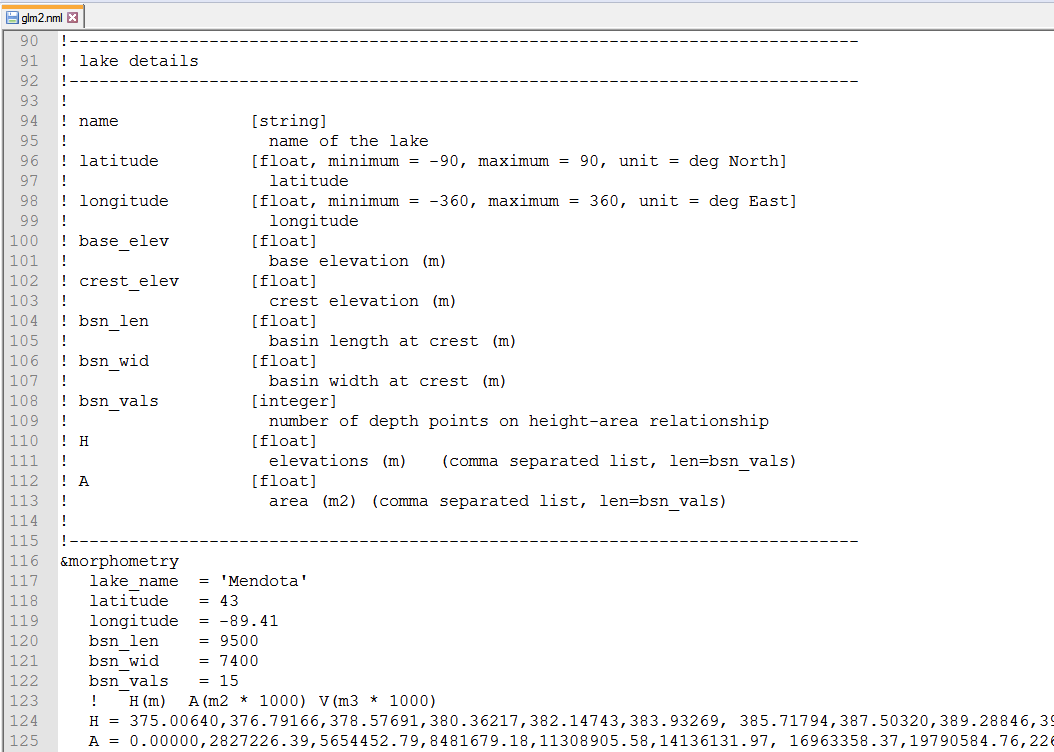 glm2.nml
90 !-------------------------------------------------------------------------------
91 ! lake details
92 !-------------------------------------------------------------------------------
93 !
94 ! name [string]
95 ! name of the lake
96 ! latitude [float, minimum = -90, maximum = 90, unit = deg North]
97 ! latitude
98 ! longitude [float, minimum = -360, maximum = 360, unit = deg East]
99 ! longitude
100 ! base_elev [float]
101 ! base elevation (m)
102 ! crest_elev [float]
103 ! crest elevation (m)
104 ! bsn_len [float]
105 ! basin length at crest (m)
106 ! bsn_wid [float]
107 ! basin width at crest (m)
108 ! bsn_vals [integer]
109 ! number of depth points on height-area relationship
110 ! H [float]
111 ! elevations (m) (comma separated list, len=bsn_vals)
112 ! A [float]
113 ! area (m2) (comma separated list, len=bsn_vals)
114 !
115 !-------------------------------------------------------------------------------
116 &morphometry
117 lake_name = 'Mendota'
118 latitude = 43
119 longitude = -89.41
120 bsn_len = 9500
121 bsn_wid = 7400
122 bsn_vals = 15
123 ! H(m) A(m2 * 1000) V(m3 * 1000)
124 H = 375.00640,376.79166,378.57691,380.36217,382.14743,383.93269, 385.71794,387.50320,389.28846,
125 A = 0.00000,2827226.39,5654452.79,8481679.18,11308905.58,14136131.97, 16963358.37,19790584.76,